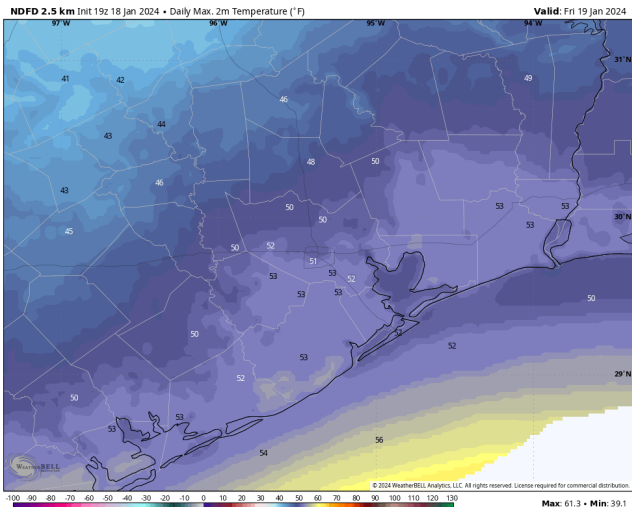 NDFD 2.5 km Init 19z 18 Jan 2024 • Daily Max. 2m Temperature (°F)
Valid: Fri 19 Jan 2024
97°W 96°W 95°W 94°W
31°N
41 42 49
46
44
43
48 50
43 46
50 53 53
50 53 30°N
45
50 52
51
53 53 52
53 53
50
50
52 52
53
29°N
52
50
53 53
56
54
WeatherBELL
© 2024 WeatherBELL Analytics, LLC. All rights reserved. License required for commercial distribution.
-100 -90 -80 -70 -60 -50 -40 -30 -20 -10 0 10 20 30 40 50 60 70 80 90 100 110 120 130
Max: 61.3 • Min: 39.1